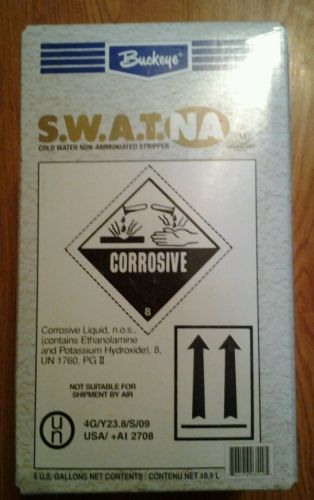 Buckeye®
S.W.A.T. NA
COLD WATER NON-AMMONIATED STRIPPER
CORROSIVE
8
Corrosive Liquid, n.o.s.,
(contains Ethanolamine
and Potassium Hydroxide), 8,
UN 1760, PG II
NOT SUITABLE FOR
SHIPMENT BY AIR
un
4G/Y23.8/S/09
USA/ +AI 2708
5 U.S. GALLONS NET CONTENTS / CONTENU NET 18.9 L